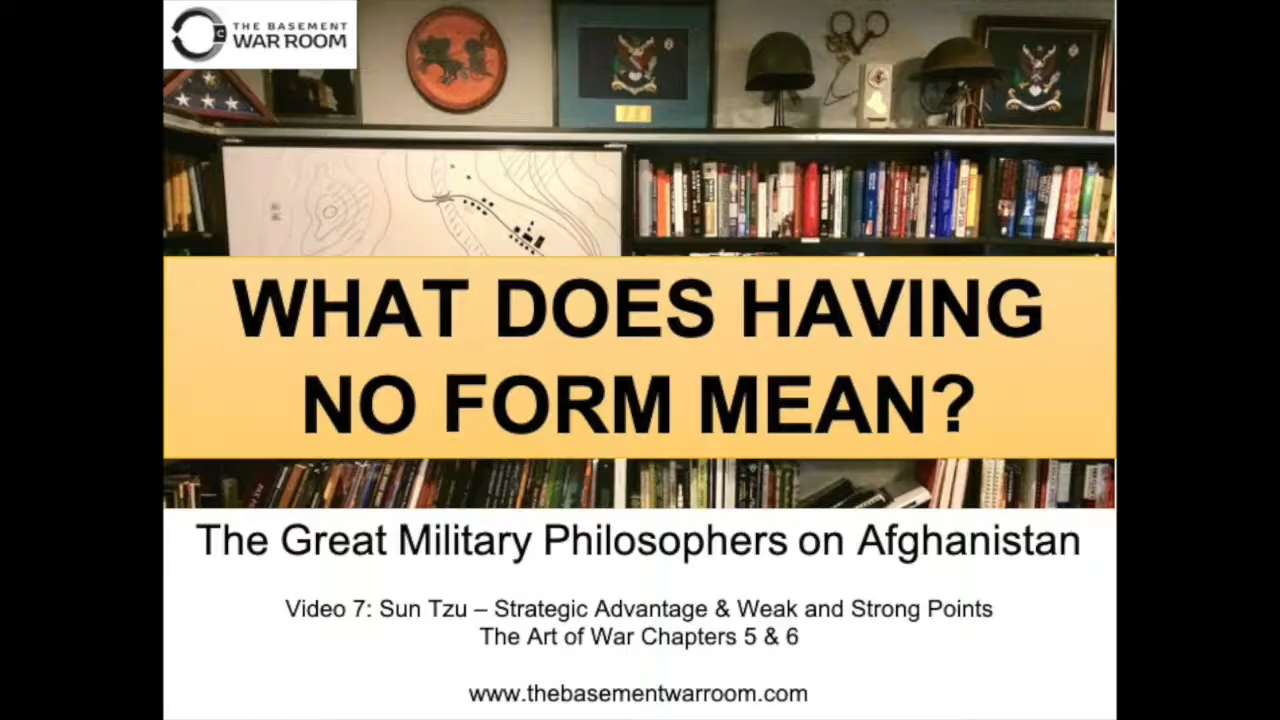 THE BASEMENT
WAR ROOM
WHAT DOES HAVING
NO FORM MEAN?
The Great Military Philosophers on Afghanistan
Video 7: Sun Tzu – Strategic Advantage & Weak and Strong Points
The Art of War Chapters 5 & 6
www.thebasementwarroom.com